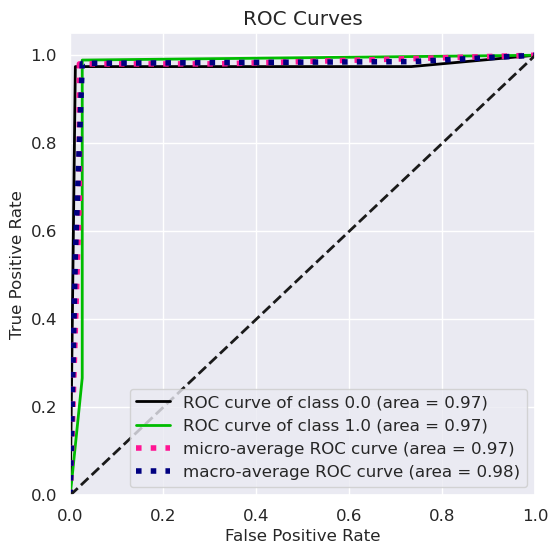 ROC Curves
True Positive Rate
1.0
0.8
0.6
0.4
0.2
0.0
ROC curve of class 0.0 (area = 0.97)
ROC curve of class 1.0 (area = 0.97)
micro-average ROC curve (area = 0.97)
macro-average ROC curve (area = 0.98)
0.0 0.2 0.4 0.6 0.8 1.0
False Positive Rate